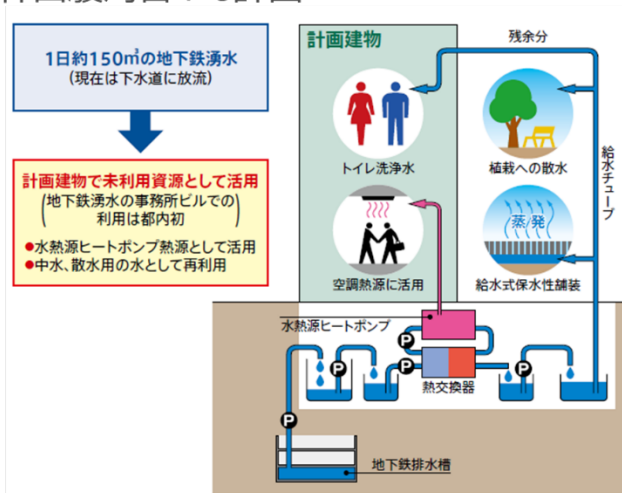 1日約150㎡の地下鉄湧水
(現在は下水道に放流)
計画建物で未利用資源として活用
(地下鉄湧水の事務所ビルでの
利用は都内初)
●水熱源ヒートポンプ熱源として活用
●中水、散水用の水として再利用
計画建物
残余分
トイレ洗浄水
植栽への散水
給水チューブ
蒸発
空調熱源に活用
給水式保水性舗装
水熱源ヒートポンプ
P
P
P
P
P
熱交換器
P
地下鉄排水槽